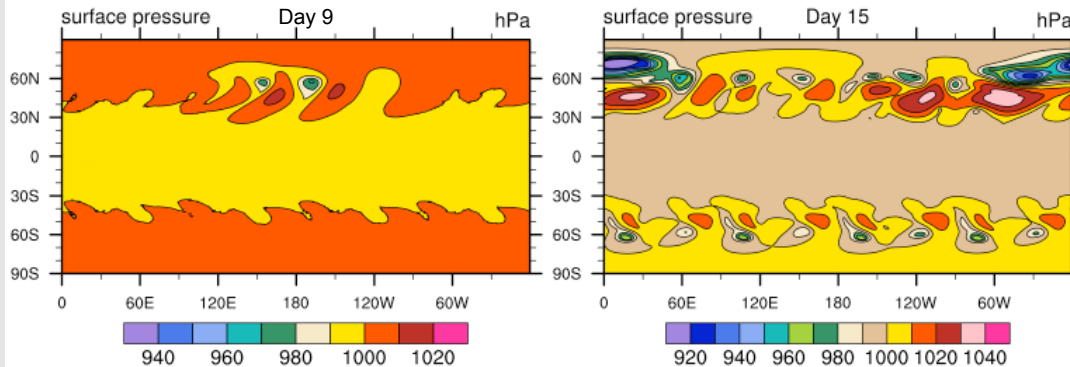 surface pressure Day 9 hPa
60N
30N
0
30S
60S
90S
0 60E 120E 180 120W 60W
940 960 980 1000 1020
surface pressure Day 15 hPa
60N
30N
0
30S
60S
90S
0 60E 120E 180 120W 60W
920 940 960 980 1000 1020 1040